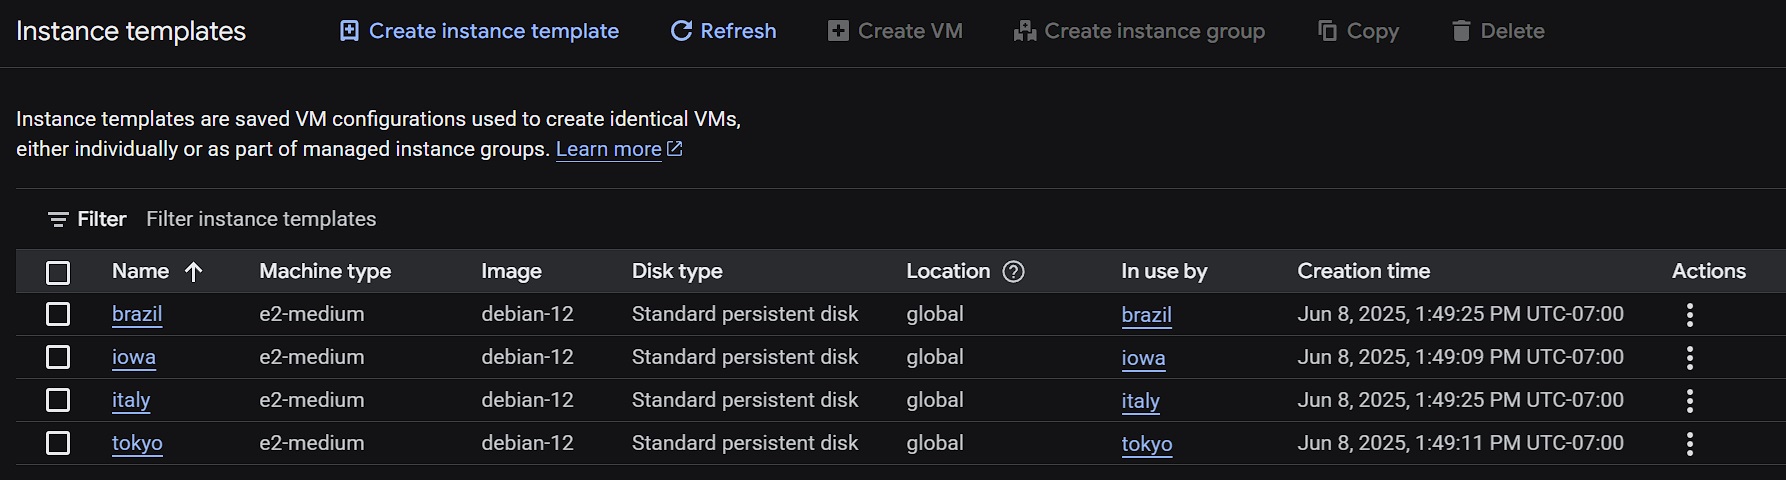 Instance templates Create instance template Refresh Create VM Create instance group Copy Delete
Instance templates are saved VM configurations used to create identical VMs,
either individually or as part of managed instance groups. Learn more
Filter Filter instance templates
Name Machine type Image Disk type Location In use by Creation time Actions
brazil e2-medium debian-12 Standard persistent disk global brazil Jun 8, 2025, 1:49:25 PM UTC-07:00
iowa e2-medium debian-12 Standard persistent disk global iowa Jun 8, 2025, 1:49:09 PM UTC-07:00
italy e2-medium debian-12 Standard persistent disk global italy Jun 8, 2025, 1:49:25 PM UTC-07:00
tokyo e2-medium debian-12 Standard persistent disk global tokyo Jun 8, 2025, 1:49:11 PM UTC-07:00